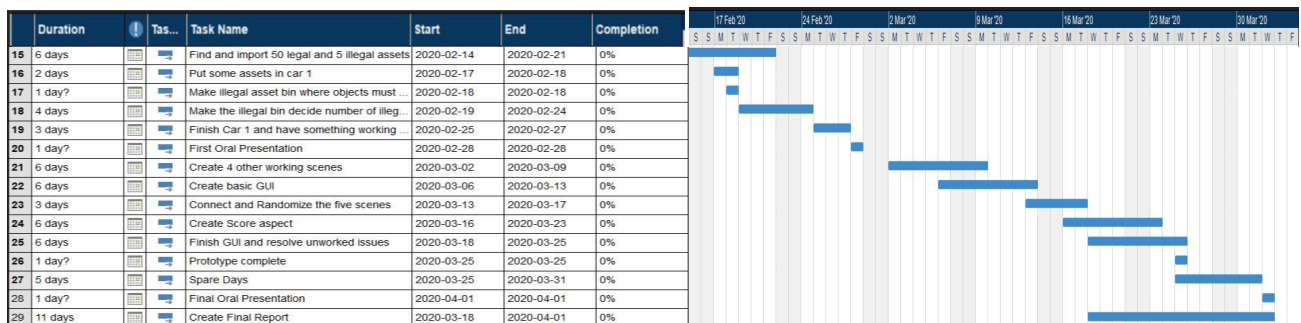 Duration Tas... Task Name Start End Completion
15 6 days Find and import 50 legal and 5 illegal assets 2020-02-14 2020-02-21 0%
16 2 days Put some assets in car 1 2020-02-17 2020-02-18 0%
17 1 day? Make illegal asset bin where objects must ... 2020-02-18 2020-02-18 0%
18 4 days Make the illegal bin decide number of illeg... 2020-02-19 2020-02-24 0%
19 3 days Finish Car 1 and have something working ... 2020-02-25 2020-02-27 0%
20 1 day? First Oral Presentation 2020-02-28 2020-02-28 0%
21 6 days Create 4 other working scenes 2020-03-02 2020-03-09 0%
22 6 days Create basic GUI 2020-03-06 2020-03-13 0%
23 3 days Connect and Randomize the five scenes 2020-03-13 2020-03-17 0%
24 6 days Create Score aspect 2020-03-16 2020-03-23 0%
25 6 days Finish GUI and resolve unworked issues 2020-03-18 2020-03-25 0%
26 1 day? Prototype complete 2020-03-25 2020-03-25 0%
27 5 days Spare Days 2020-03-25 2020-03-31 0%
28 1 day? Final Oral Presentation 2020-04-01 2020-04-01 0%
29 11 days Create Final Report 2020-03-18 2020-04-01 0%
17 Feb '20 24 Feb '20 2 Mar '20 9 Mar '20 16 Mar '20 23 Mar '20 30 Mar '20
S S M T W T F S S M T W T F S S M T W T F S S M T W T F S S M T W T F S S M T W T F S S M T W T F